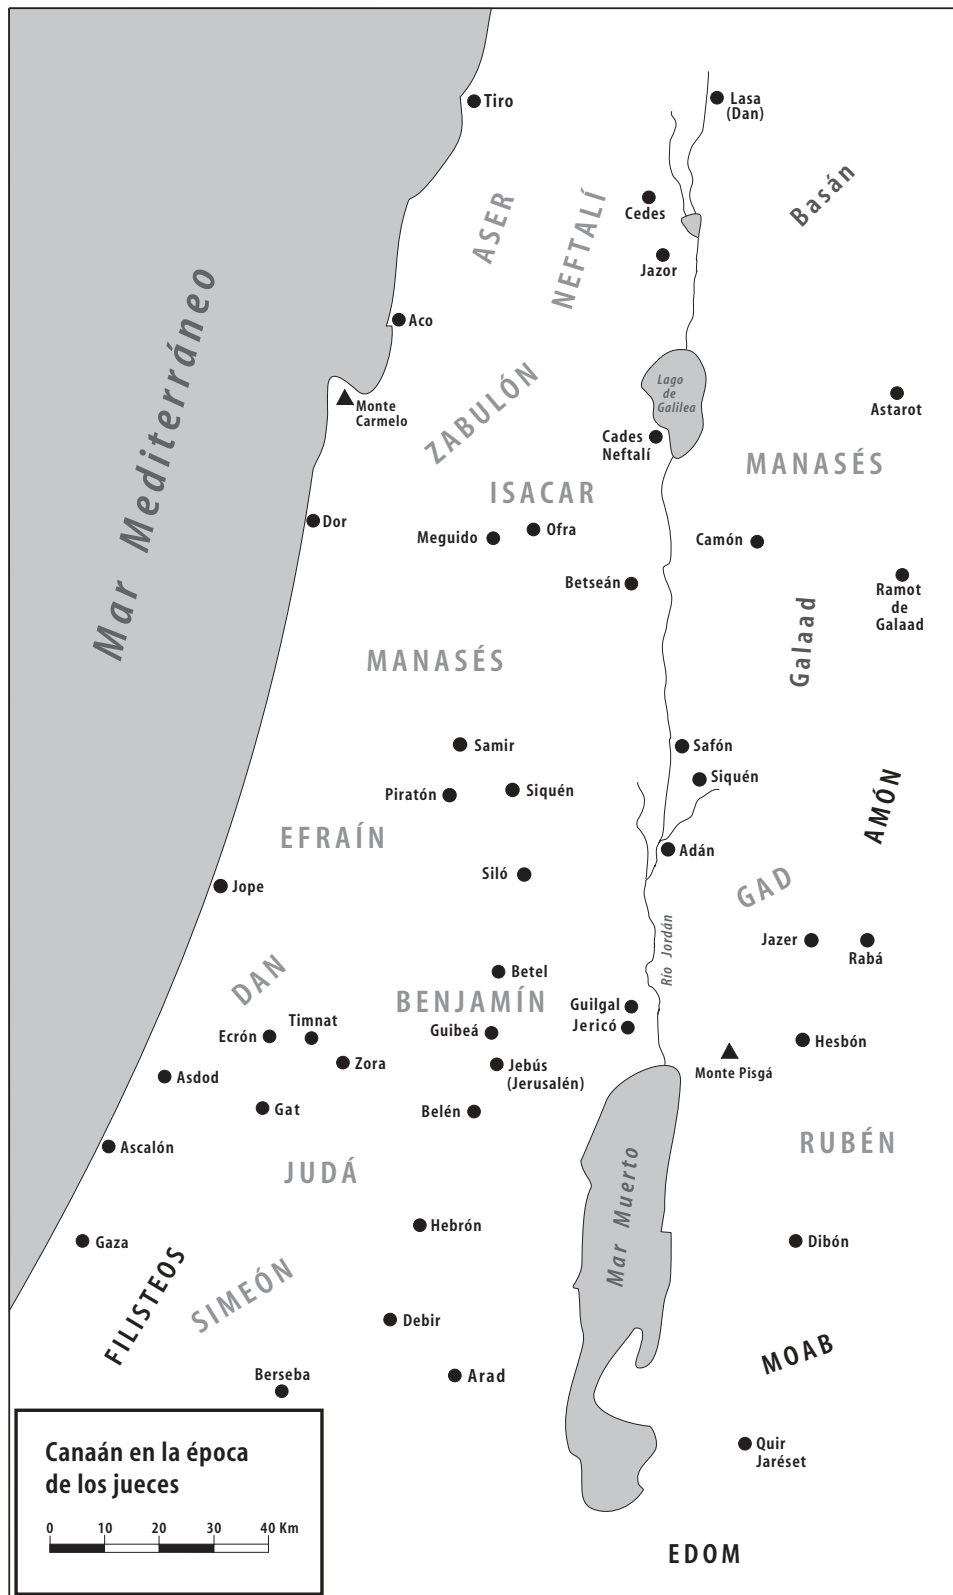 Tiro
Lasa
(Dan)
ASER
NEFTALÍ
Cedes
Basán
Jazor
Mar Mediterráneo
Aco
Lago
de
Galilea
Monte
Carmelo
ZABULÓN
Astarot
Cades
Neftalí
MANASÉS
ISACAR
Dor
Meguido
Ofra
Camón
Betseán
Ramot
de
Galaad
Galaad
MANASÉS
Samir
Safón
Siquén
Piratón
Siquén
AMÓN
EFRAÍN
Adán
Siló
GAD
Jope
Río Jordán
Jazer
Rabá
DAN
Betel
BENJAMÍN
Guilgal
Jericó
Timnat
Ecrón
Guibeá
Hesbón
Zora
Jebús
(Jerusalén)
Monte Pisgá
Asdod
Gat
Belén
Ascalón
RUBÉN
JUDÁ
Mar Muerto
Hebrón
Gaza
Dibón
FILISTEOS
SIMEÓN
Debir
MOAB
Berseba
Arad
Quir
Jaréset
Canaán en la época
de los jueces
0 10 20 30 40 Km
EDOM